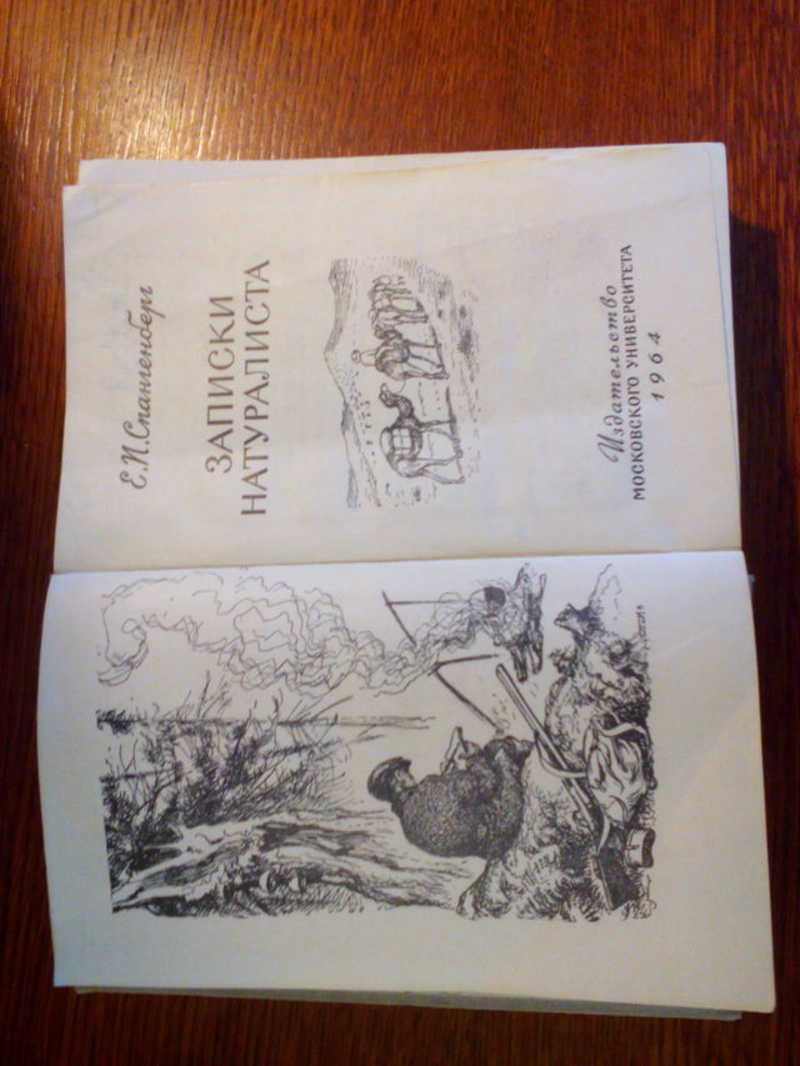 Е.П.Спангенберг
ЗАПИСКИ
НАТУРАЛИСТА
Издательство
МОСКОВСКОГО УНИВЕРСИТЕТА
1964